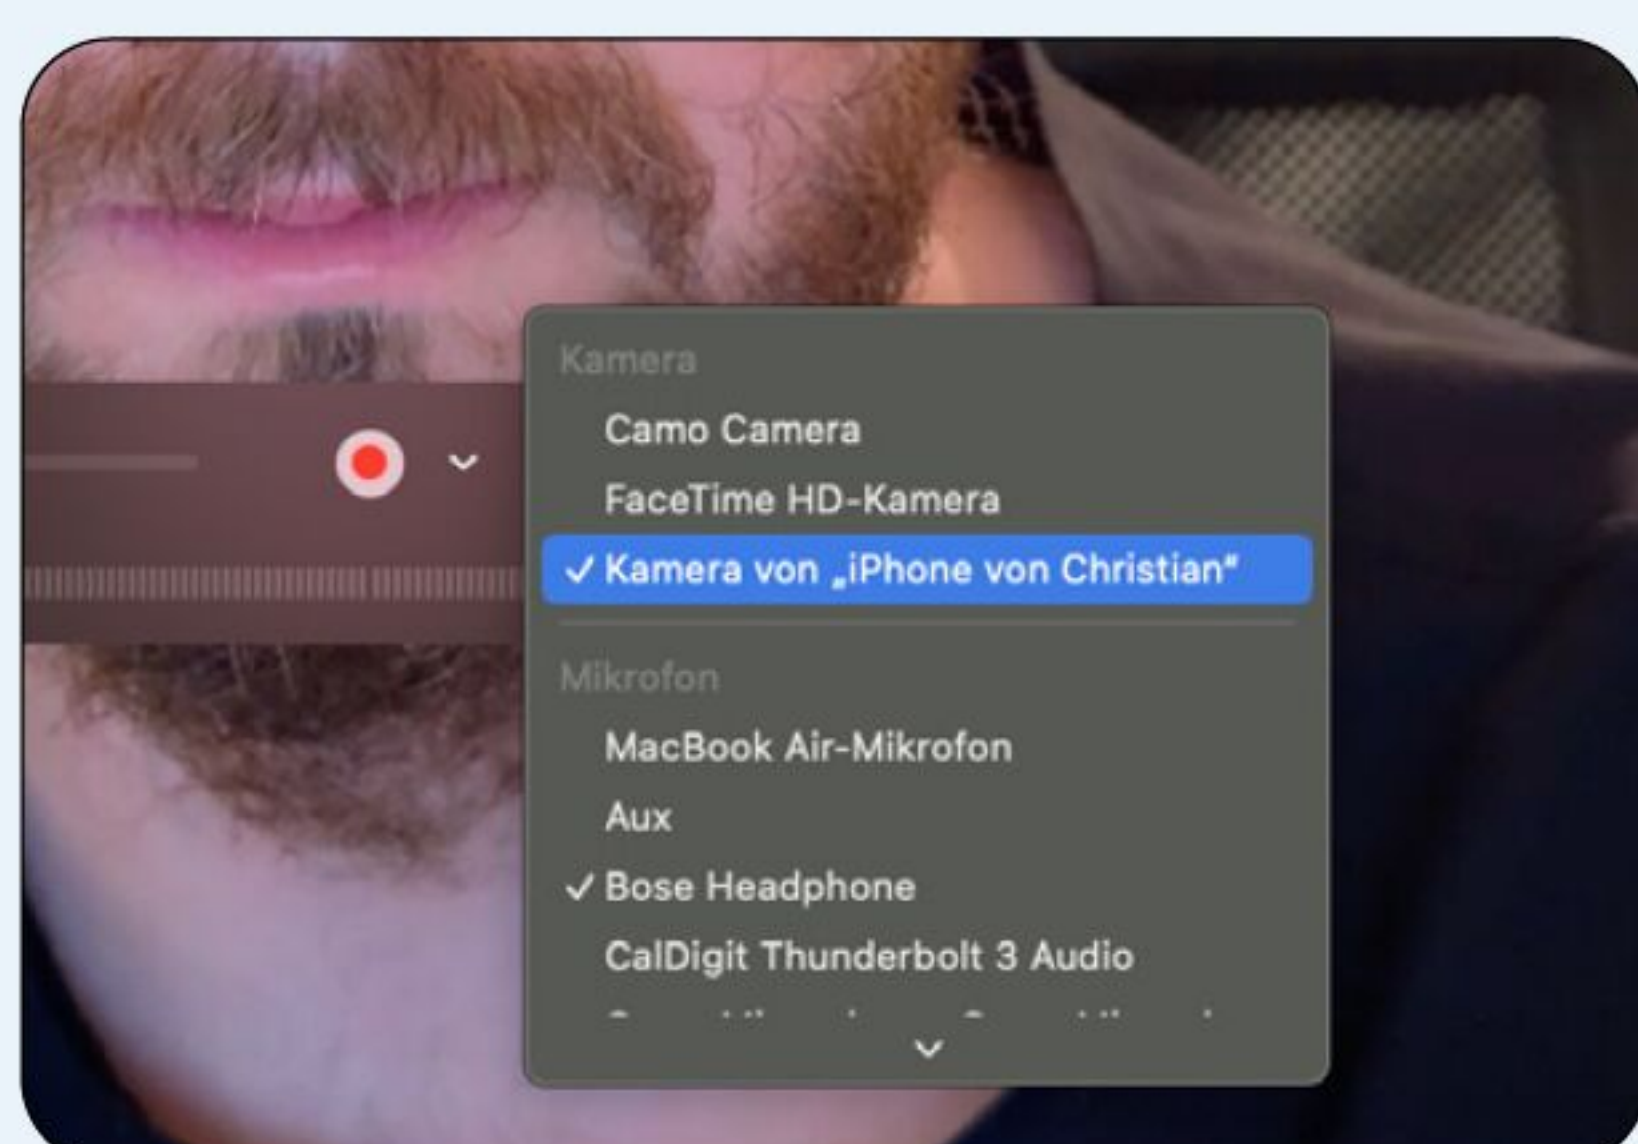 Kamera
Camo Camera
FaceTime HD-Kamera
✓ Kamera von „iPhone von Christian“
Mikrofon
MacBook Air-Mikrofon
Aux
✓ Bose Headphone
CalDigit Thunderbolt 3 Audio